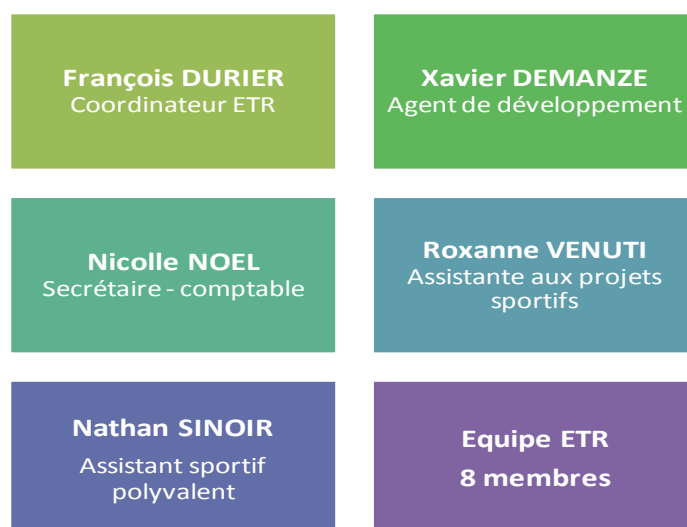 François DURIER
Coordinateur ETR
Xavier DEMANZE
Agent de développement
Nicolle NOEL
Secrétaire - comptable
Roxanne VENUTI
Assistante aux projets
sportifs
Nathan SINOIR
Assistant sportif
polyvalent
Equipe ETR
8 membres